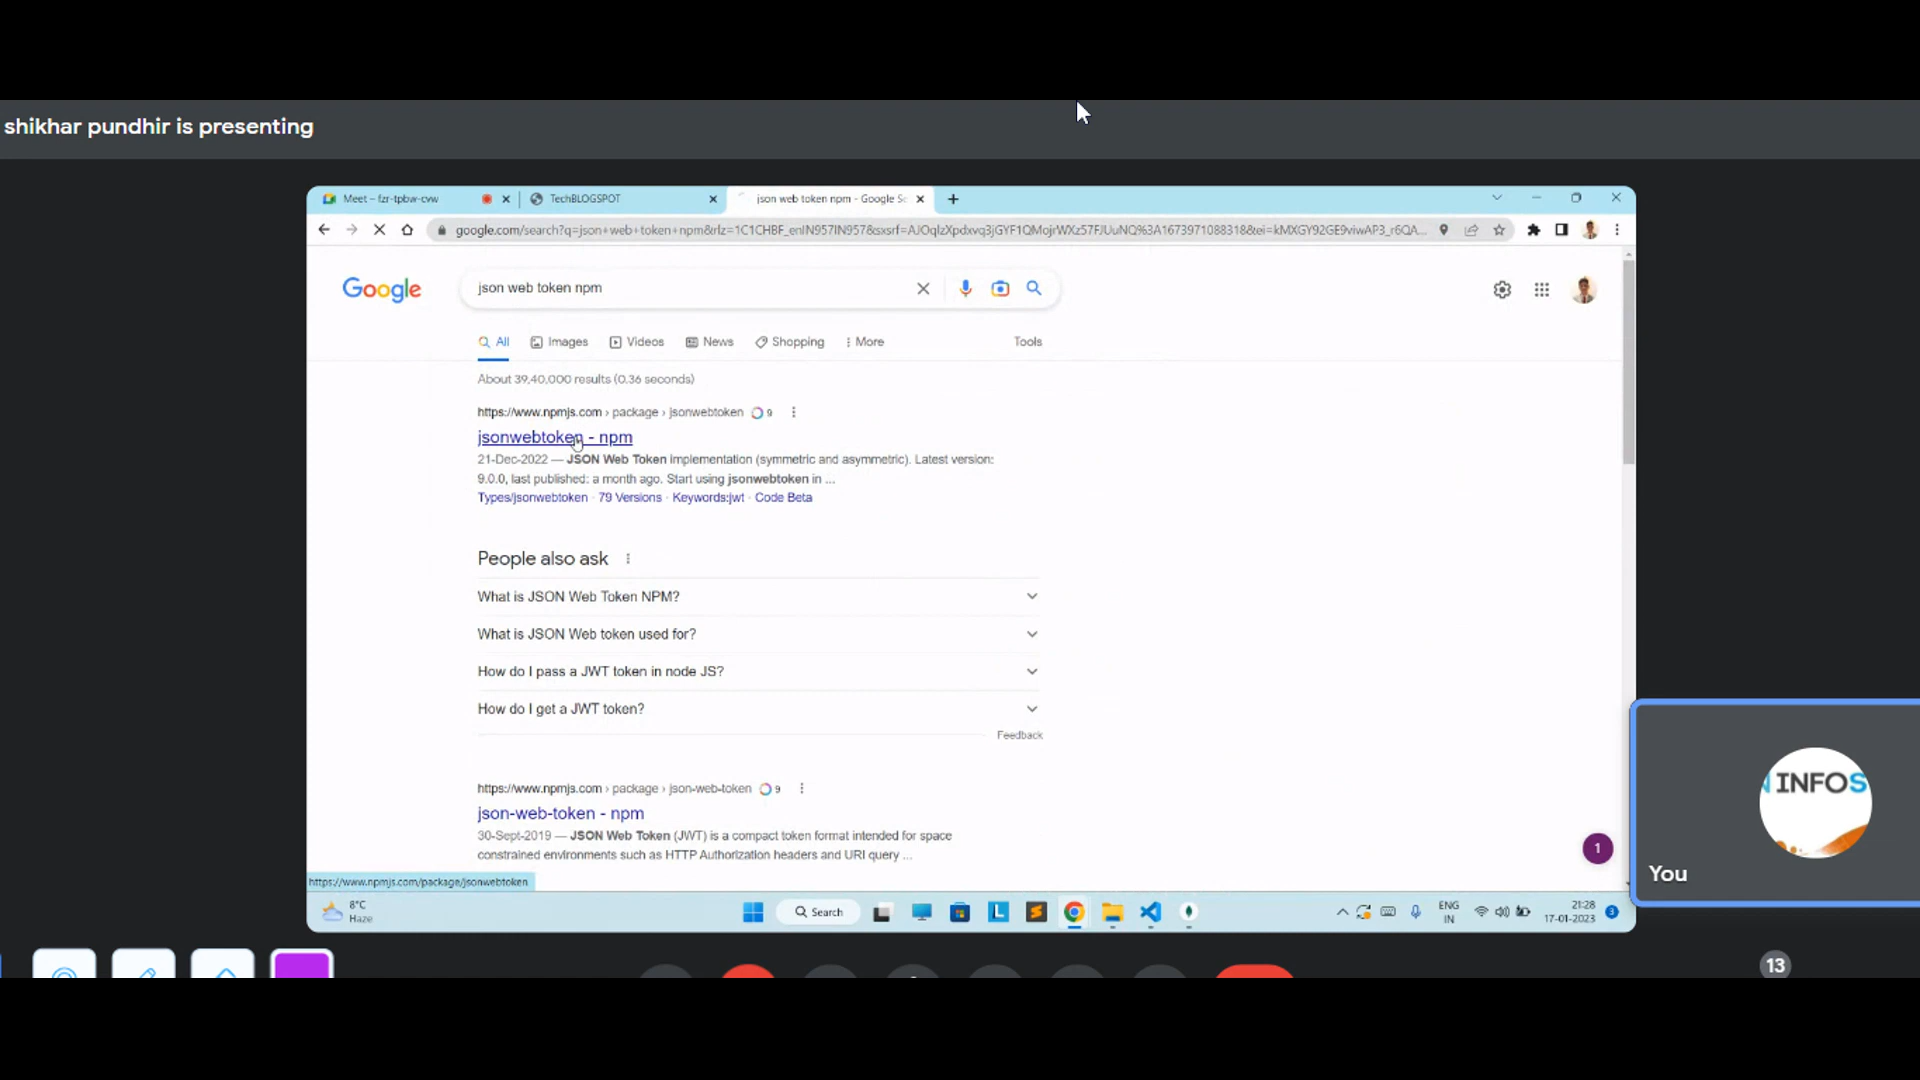 shikhar pundhir is presenting
Meet – fzr-tpbw-cvw
TechBLOGSPOT
json web token npm - Google Se
google.com/search?q=json+web+token+npm&rlz=1C1CHBF_enIN957IN957&sxsrf=
Google
json web token npm
All
Images
Videos
News
Shopping
More
Tools
About 39,40,000 results (0.36 seconds)
https://www.npmjs.com › package › jsonwebtoken 9
jsonwebtoken - npm
21-Dec-2022 — JSON Web Token implementation (symmetric and asymmetric). Latest version:
9.0.0, last published: a month ago. Start using jsonwebtoken in ...
Types/jsonwebtoken · 79 Versions · Keywords:jwt · Code Beta
People also ask
What is JSON Web Token NPM?
What is JSON Web token used for?
How do I pass a JWT token in node JS?
How do I get a JWT token?
Feedback
https://www.npmjs.com › package › json-web-token 9
json-web-token - npm
30-Sept-2019 — JSON Web Token (JWT) is a compact token format intended for space
constrained environments such as HTTP Authorization headers and URI query ...
1
INFOS
You
https://www.npmjs.com/package/jsonwebtoken
8°C
Haze
Search
L
ENG
IN
21:28
17-01-2023
3
13